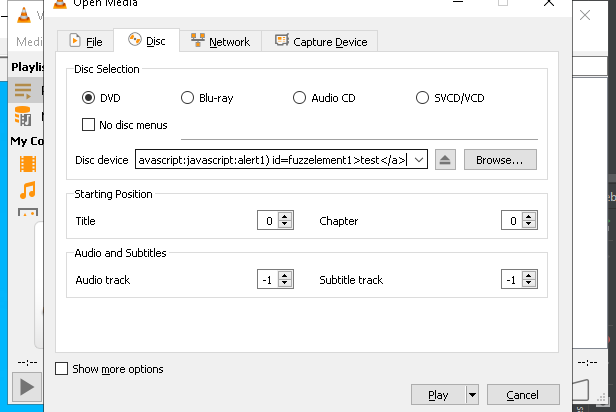 Open Media
Medi
File
Disc
Network
Capture Device
Playlis
Disc Selection
DVD
Blu-ray
Audio CD
SVCD/VCD
No disc menus
My Co
Disc device
avascript:javascript:alert1) id=fuzzelement1>test</a>
Browse...
Starting Position
Title
0
Chapter
0
Audio and Subtitles
Audio track
-1
Subtitle track
-1
--:--
Show more options
--:--
Play
Cancel